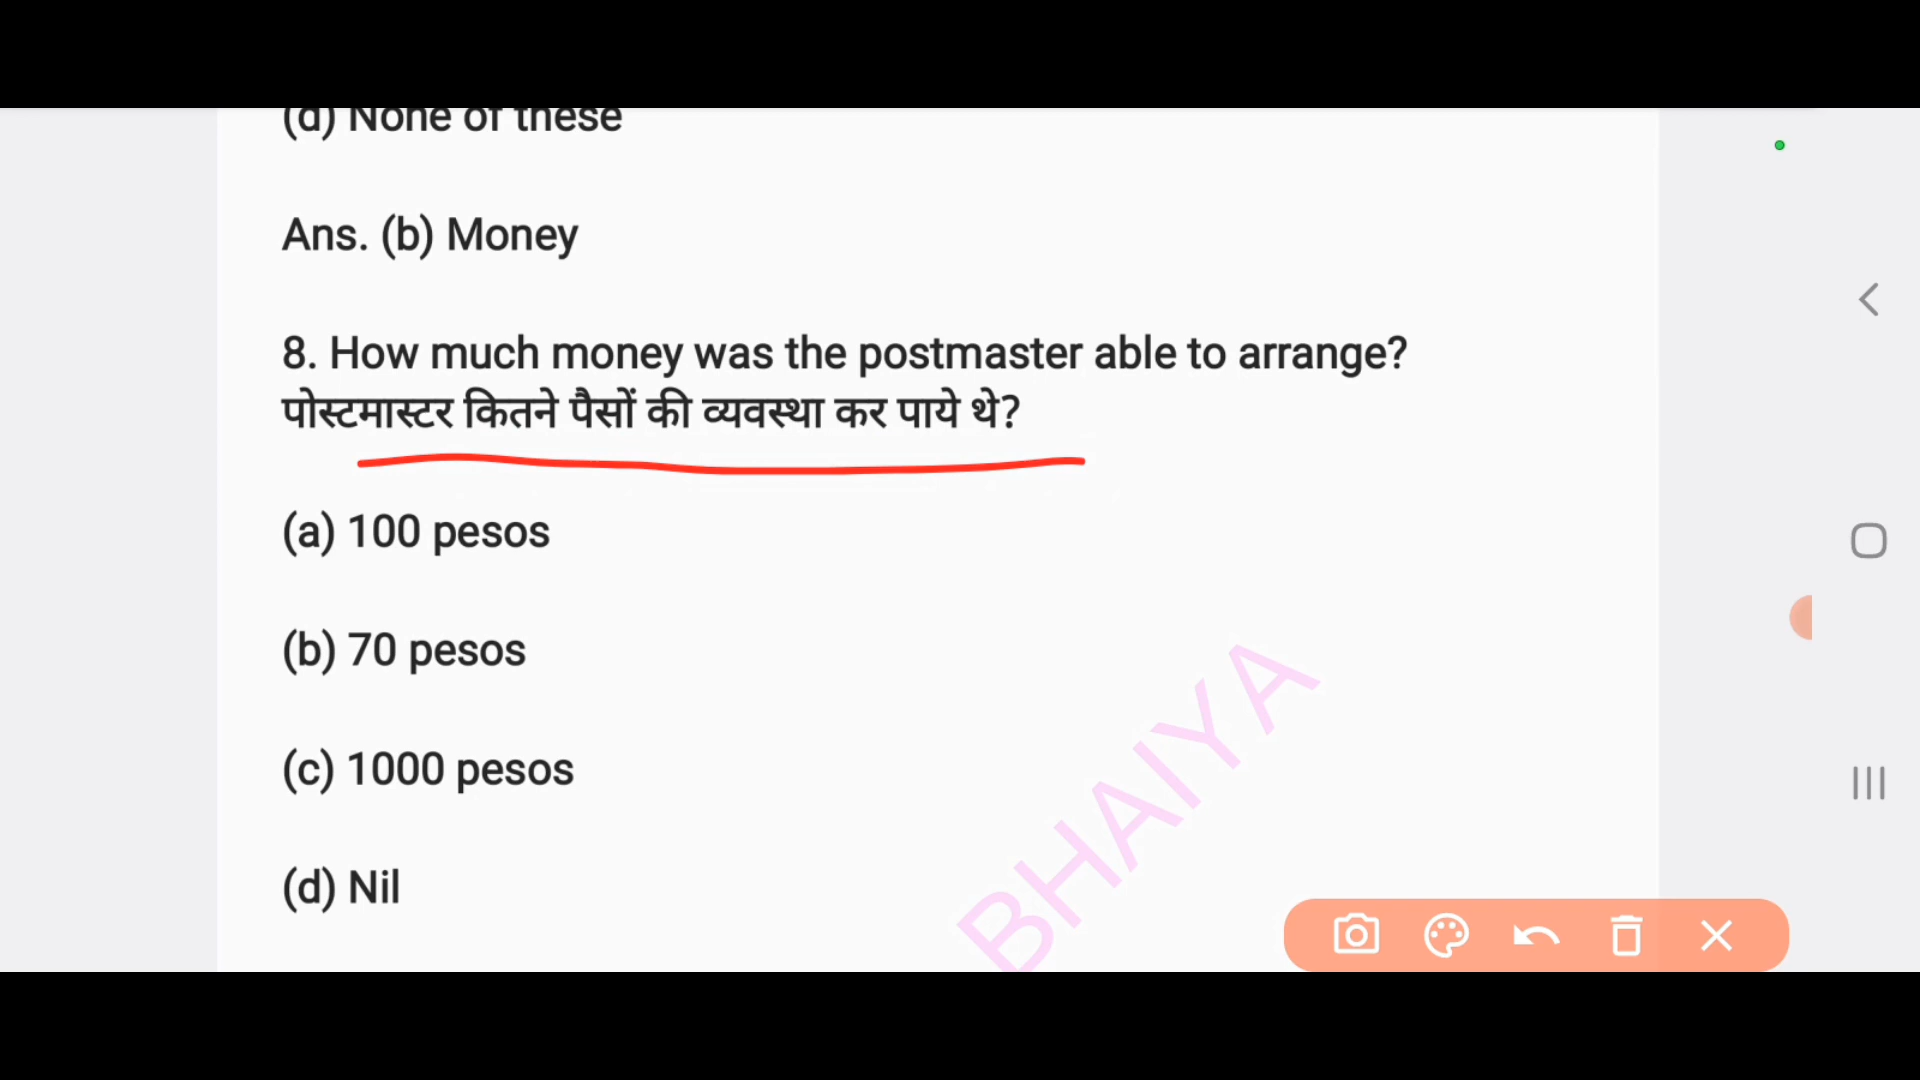 (d) None of these
Ans. (b) Money
8. How much money was the postmaster able to arrange?
पोस्टमास्टर कितने पैसों की व्यवस्था कर पाये थे?
(a) 100 pesos
(b) 70 pesos
(c) 1000 pesos
(d) Nil
BHAIYA